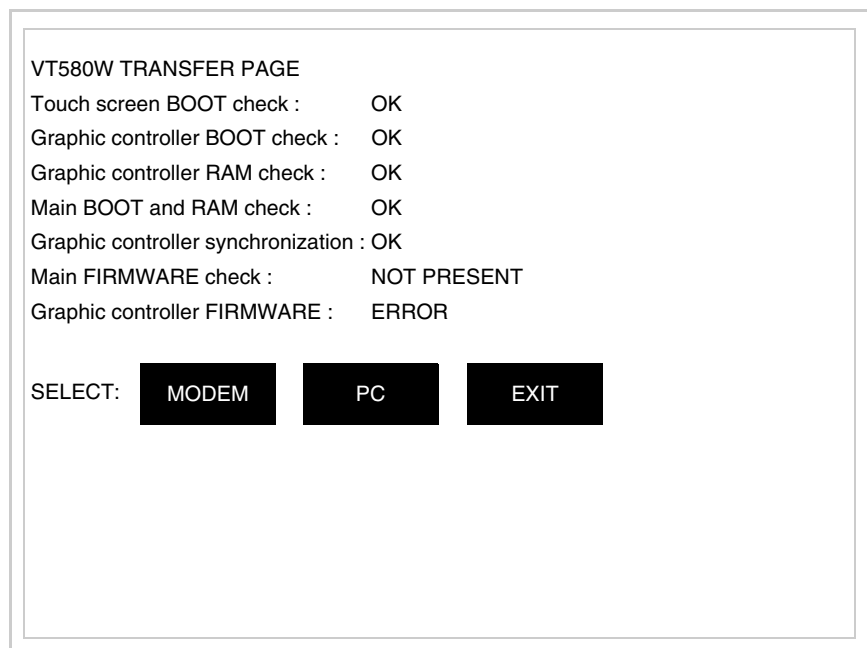 VT580W TRANSFER PAGE
Touch screen BOOT check : OK
Graphic controller BOOT check : OK
Graphic controller RAM check : OK
Main BOOT and RAM check : OK
Graphic controller synchronization : OK
Main FIRMWARE check : NOT PRESENT
Graphic controller FIRMWARE : ERROR
SELECT: MODEM PC EXIT